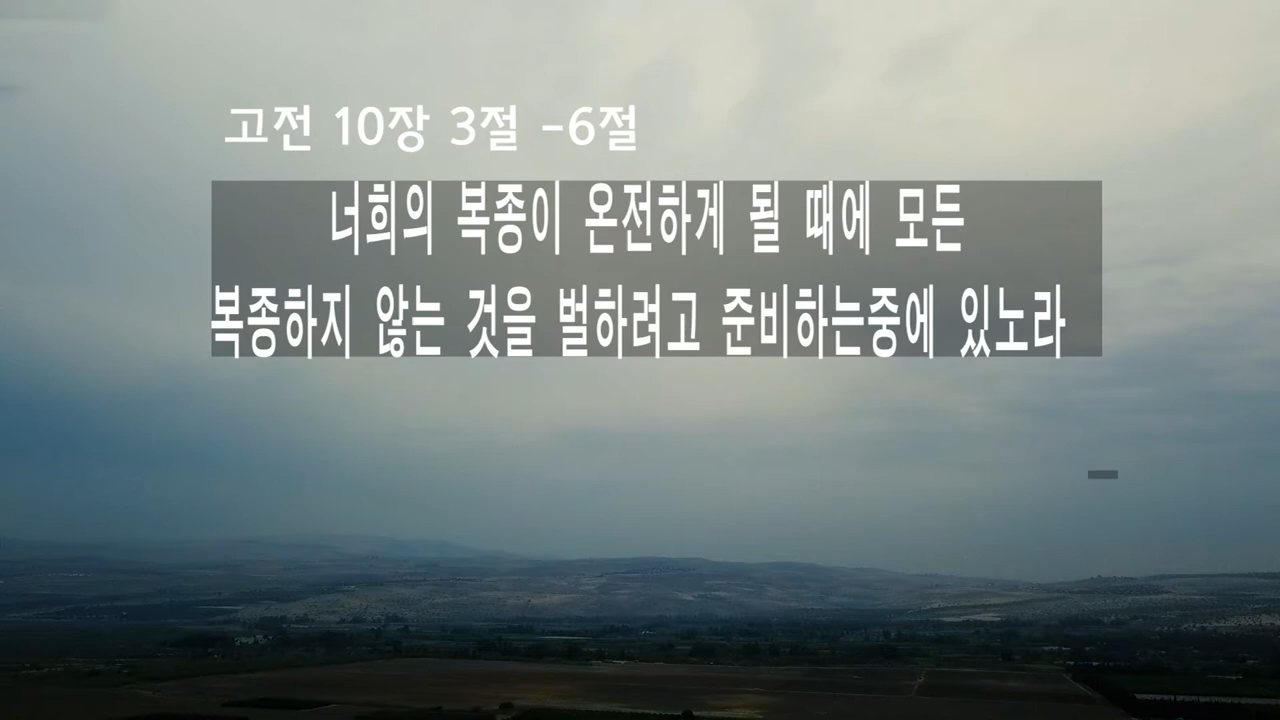 고전 10장 3절 -6절
너희의 복종이 온전하게 될 때에 모든
복종하지 않는 것을 벌하려고 준비하는중에 있노라